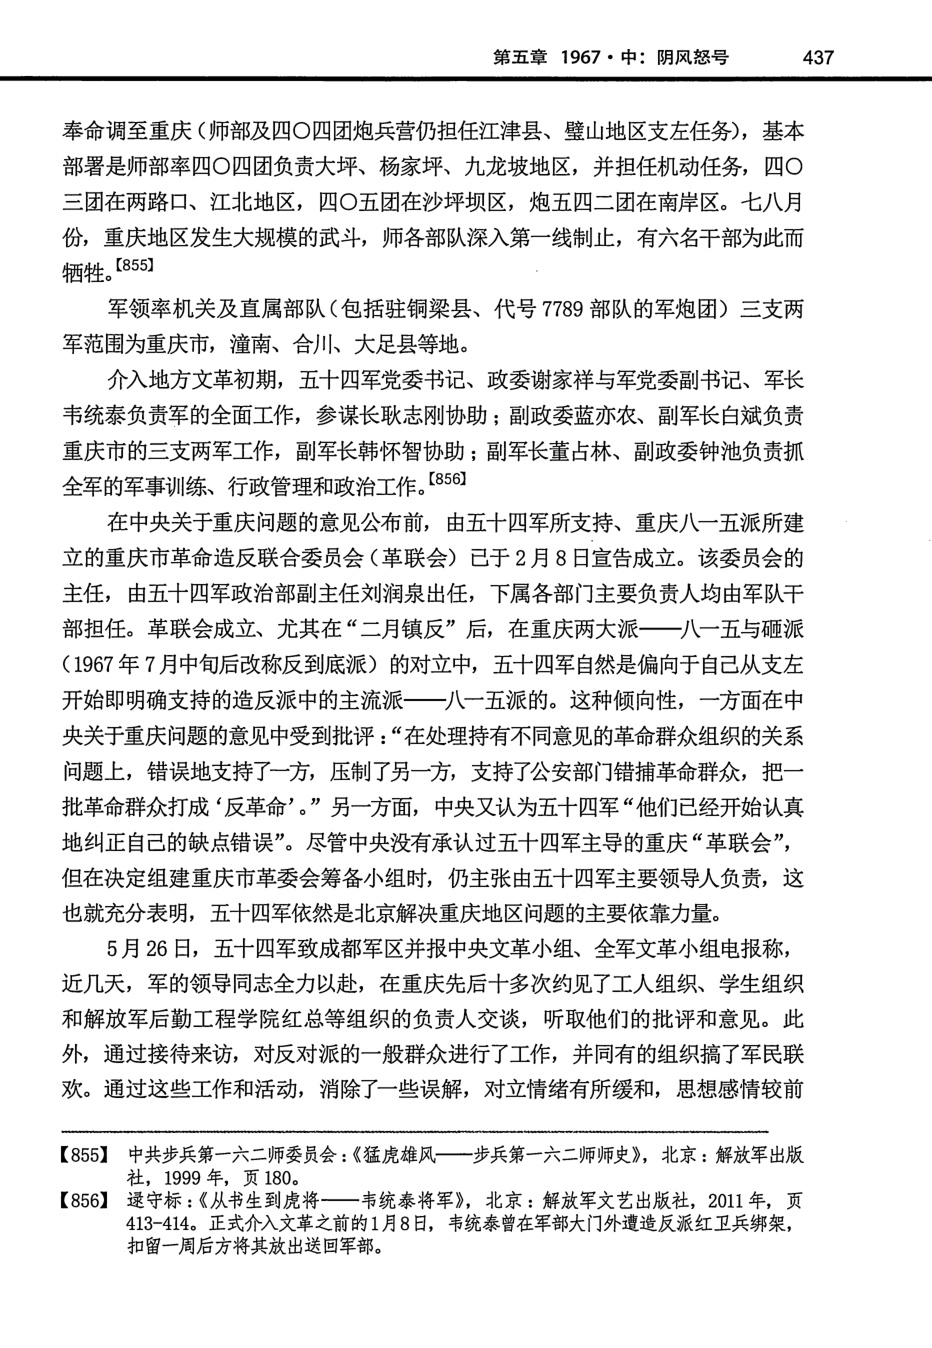 第五章 1967·中：阴风怒号 437
奉命调至重庆（师部及四〇四团炮兵营仍担任江津县、璧山地区支左任务），基本
部署是师部率四〇四团负责大坪、杨家坪、九龙坡地区，并担任机动任务，四〇
三团在两路口、江北地区，四〇五团在沙坪坝区，炮五四二团在南岸区。七八月
份，重庆地区发生大规模的武斗，师各部队深入第一线制止，有六名干部为此而
牺牲。【855】
军领率机关及直属部队（包括驻铜梁县、代号 7789 部队的军炮团）三支两
军范围为重庆市，潼南、合川、大足县等地。
介入地方文革初期，五十四军党委书记、政委谢家祥与军党委副书记、军长
韦统泰负责军的全面工作，参谋长耿志刚协助；副政委蓝亦农、副军长白斌负责
重庆市的三支两军工作，副军长韩怀智协助；副军长董占林、副政委钟池负责抓
全军的军事训练、行政管理和政治工作。【856】
在中央关于重庆问题的意见公布前，由五十四军所支持、重庆八一五派所建
立的重庆市革命造反联合委员会（革联会）已于 2 月 8 日宣告成立。该委员会的
主任，由五十四军政治部副主任刘润泉出任，下属各部门主要负责人均由军队干
部担任。革联会成立、尤其在“二月镇反”后，在重庆两大派——八一五与砸派
（1967 年 7 月中旬后改称反到底派）的对立中，五十四军自然是偏向于自己从支左
开始即明确支持的造反派中的主流派——八一五派的。这种倾向性，一方面在中
央关于重庆问题的意见中受到批评：“在处理持有不同意见的革命群众组织的关系
问题上，错误地支持了一方，压制了另一方，支持了公安部门错捕革命群众，把一
批革命群众打成‘反革命’。”另一方面，中央又认为五十四军“他们已经开始认真
地纠正自己的缺点错误”。尽管中央没有承认过五十四军主导的重庆“革联会”，
但在决定组建重庆市革委会筹备小组时，仍主张由五十四军主要领导人负责，这
也就充分表明，五十四军依然是北京解决重庆地区问题的主要依靠力量。
5 月 26 日，五十四军致成都军区并报中央文革小组、全军文革小组电报称，
近几天，军的领导同志全力以赴，在重庆先后十多次约见了工人组织、学生组织
和解放军后勤工程学院红总等组织的负责人交谈，听取他们的批评和意见。此
外，通过接待来访，对反对派的一般群众进行了工作，并同有的组织搞了军民联
欢。通过这些工作和活动，消除了一些误解，对立情绪有所缓和，思想感情较前
【855】 中共步兵第一六二师委员会：《猛虎雄风——步兵第一六二师师史》，北京：解放军出版
社，1999 年，页 180。
【856】 逯守标：《从书生到虎将——韦统泰将军》，北京：解放军文艺出版社，2011 年，页
413-414。正式介入文革之前的1月8日，韦统泰曾在军部大门外遭造反派红卫兵绑架，
扣留一周后方将其放出送回军部。